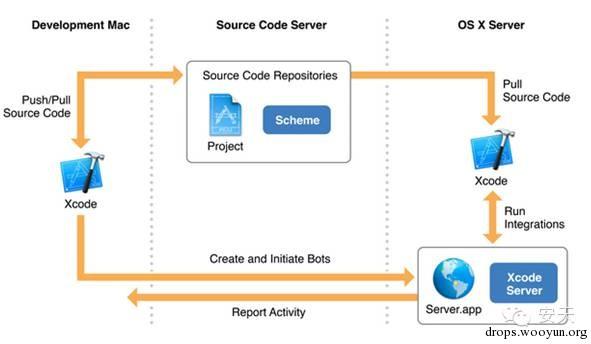 Development Mac
Source Code Server
OS X Server
Push/Pull
Source Code
Source Code Repositories
Project
Scheme
Pull
Source Code
Xcode
Xcode
Run
Integrations
Create and Initiate Bots
Report Activity
Server.app
Xcode
Server
安天
drops.wooyun.org